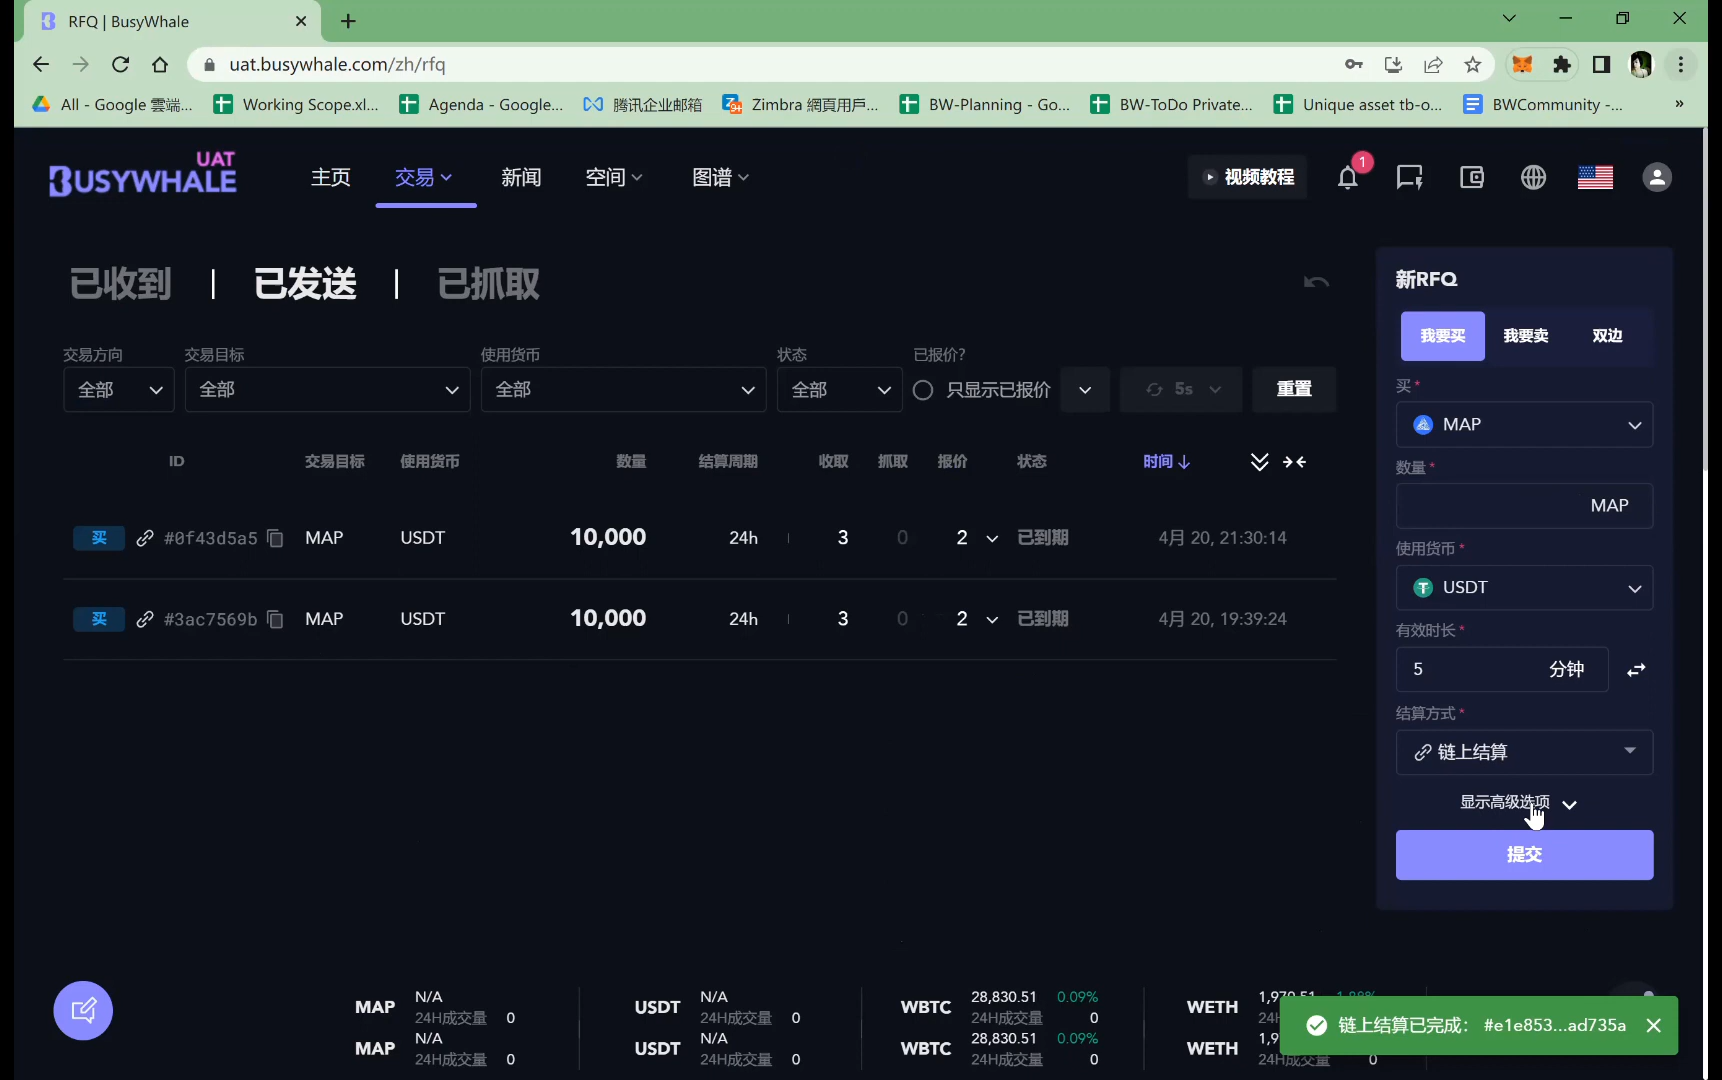 RFQ | BusyWhale
uat.busywhale.com/zh/rfq
All - Google 雲端...
Working Scope.xl...
Agenda - Google...
腾讯企业邮箱
Zimbra 網頁用戶...
BW-Planning - Go...
BW-ToDo Private...
Unique asset tb-o...
BWCommunity -...
»
UAT
BUSYWHALE
主页
交易
新闻
空间
图谱
视频教程
1
已收到 | 已发送 | 已抓取
交易方向
交易目标
使用货币
状态
已报价?
全部
全部
全部
全部
只显示已报价
5s
重置
ID 交易目标 使用货币 数量 结算周期 收取 抓取 报价 状态 时间
买 #0f43d5a5 MAP USDT 10,000 24h 3 0 2 已到期 4月 20, 21:30:14
买 #3ac7569b MAP USDT 10,000 24h 3 0 2 已到期 4月 20, 19:39:24
新RFQ
我要买 我要卖 双边
买*
MAP
数量*
MAP
使用货币*
USDT
有效时长*
5 分钟
结算方式*
链上结算
显示高级选项
提交
MAP N/A
24H成交量 0
MAP N/A
24H成交量 0
USDT N/A
24H成交量 0
USDT N/A
24H成交量 0
WBTC 28,830.51 0.09%
24H成交量 0
WBTC 28,830.51 0.09%
24H成交量 0
WETH
WETH
24H成交量 0
链上结算已完成： #e1e853...ad735a